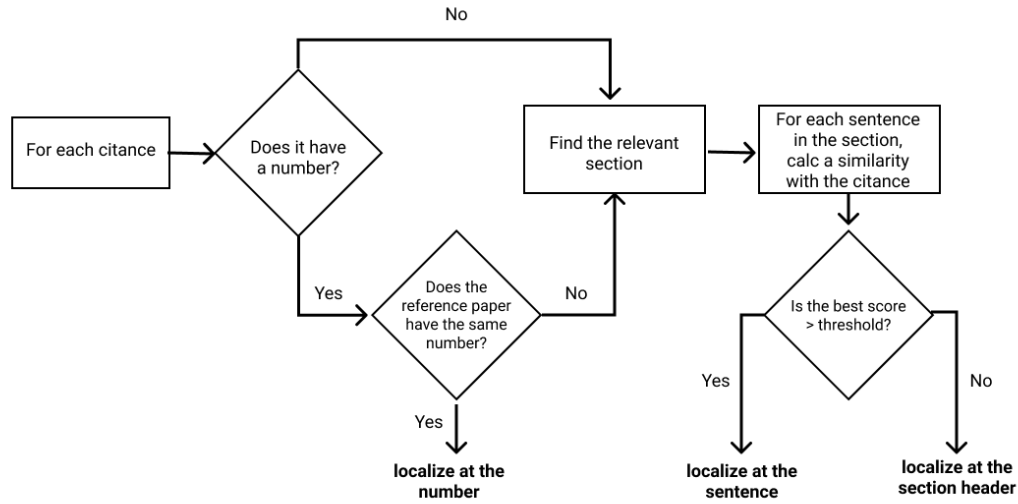 No
For each citance
Does it have
a number?
Find the relevant
section
For each sentence
in the section,
calc a similarity
with the citance
Yes
Does the
reference paper
have the same
number?
No
Is the best score
> threshold?
Yes
No
Yes
localize at the
number
localize at the
sentence
localize at the
section header